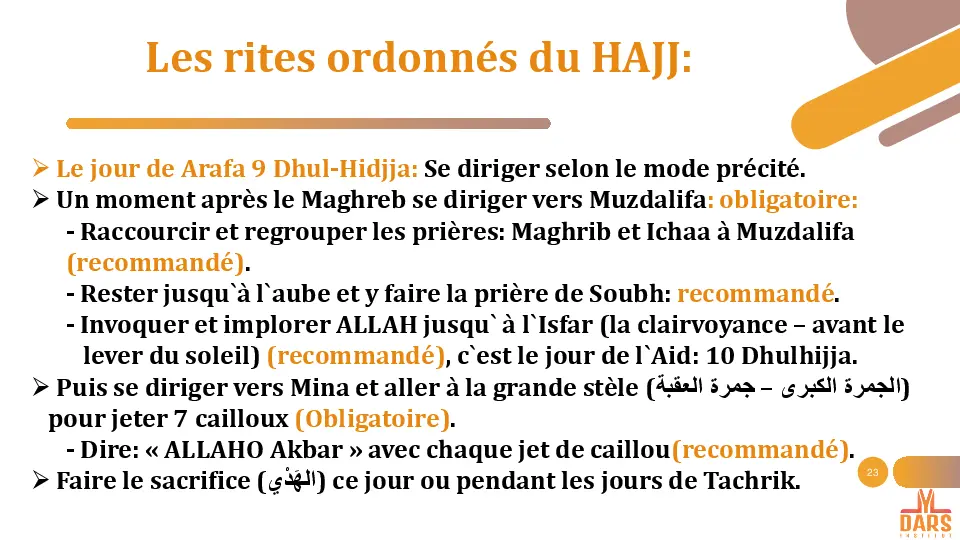 Les rites ordonnés du HAJJ:
➢ Le jour de Arafa 9 Dhul-Hidjja: Se diriger selon le mode précité.
➢ Un moment après le Maghreb se diriger vers Muzdalifa: obligatoire:
- Raccourcir et regrouper les prières: Maghrib et Ichaa à Muzdalifa
(recommandé).
- Rester jusqu`à l`aube et y faire la prière de Soubh: recommandé.
- Invoquer et implorer ALLAH jusqu` à l`Isfar (la clairvoyance – avant le
lever du soleil) (recommandé), c`est le jour de l`Aid: 10 Dhulhijja.
➢ Puis se diriger vers Mina et aller à la grande stèle (الجمرة الكبرى – جمرة العقبة)
pour jeter 7 cailloux (Obligatoire).
- Dire: « ALLAHO Akbar » avec chaque jet de caillou(recommandé).
➢ Faire le sacrifice (الهَدْي) ce jour ou pendant les jours de Tachrik.
23
DARS
INSTITUT